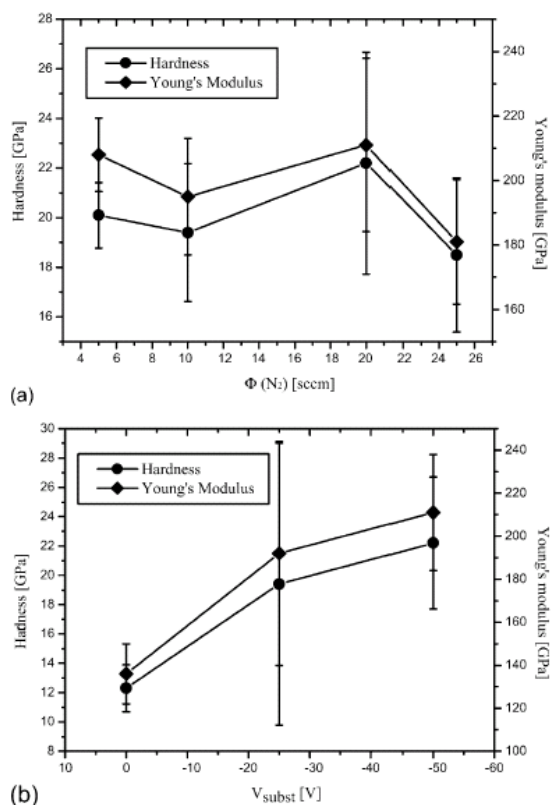 28
26
24
22
20
18
16
Hardness [GPa]
Hardness
Young's Modulus
240
220
200
180
160
Young's modulus [GPa]
4 6 8 10 12 14 16 18 20 22 24 26
Φ (N2) [sccm]
(a)
30
28
26
24
22
20
18
16
14
12
10
8
Hadness [GPa]
Hardness
Young's Modulus
240
220
200
180
160
140
120
100
Young's modulus [GPa]
10 0 -10 -20 -30 -40 -50 -60
Vsubst [V]
(b)